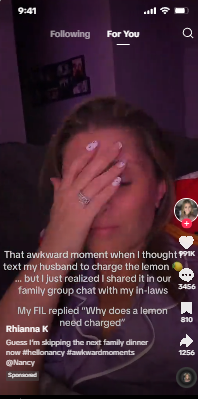 9:41
Following For You
That awkward moment when I thought I
text my husband to charge the lemon 🍋
... but I just realized I shared it in our
family group chat with my in-laws
My FIL replied "Why does a lemon
need charged"
991K
3456
810
1256
Rhianna K
Guess I'm skipping the next family dinner
now #hellonancy #awkwardmoments
@Nancy
Sponsored